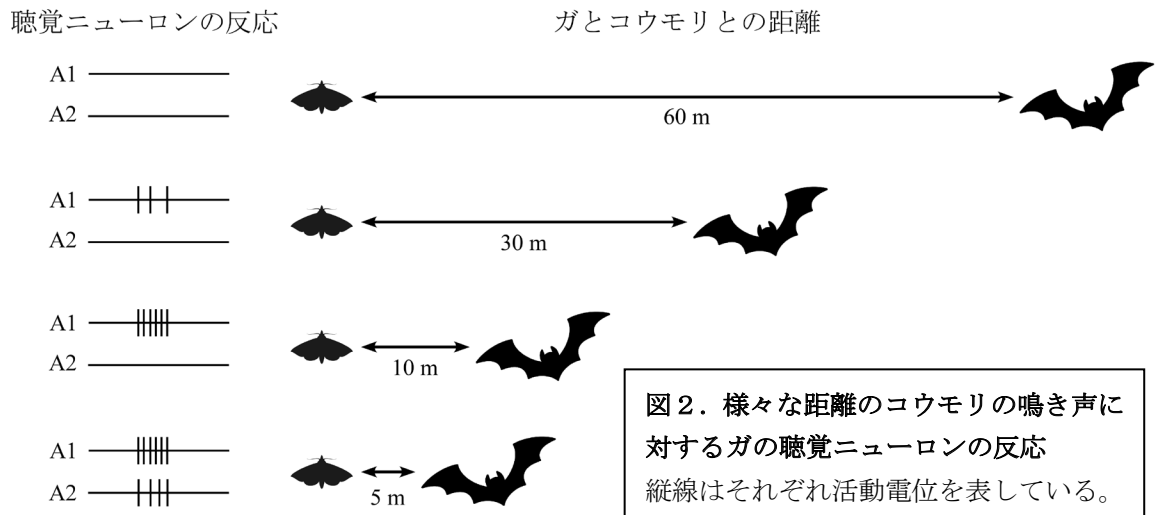 聴覚ニューロンの反応 ガとコウモリとの距離
A1
A2
60 m
A1
A2
30 m
A1
A2
10 m
A1
A2
5 m
図２．様々な距離のコウモリの鳴き声に
対するガの聴覚ニューロンの反応
縦線はそれぞれ活動電位を表している。